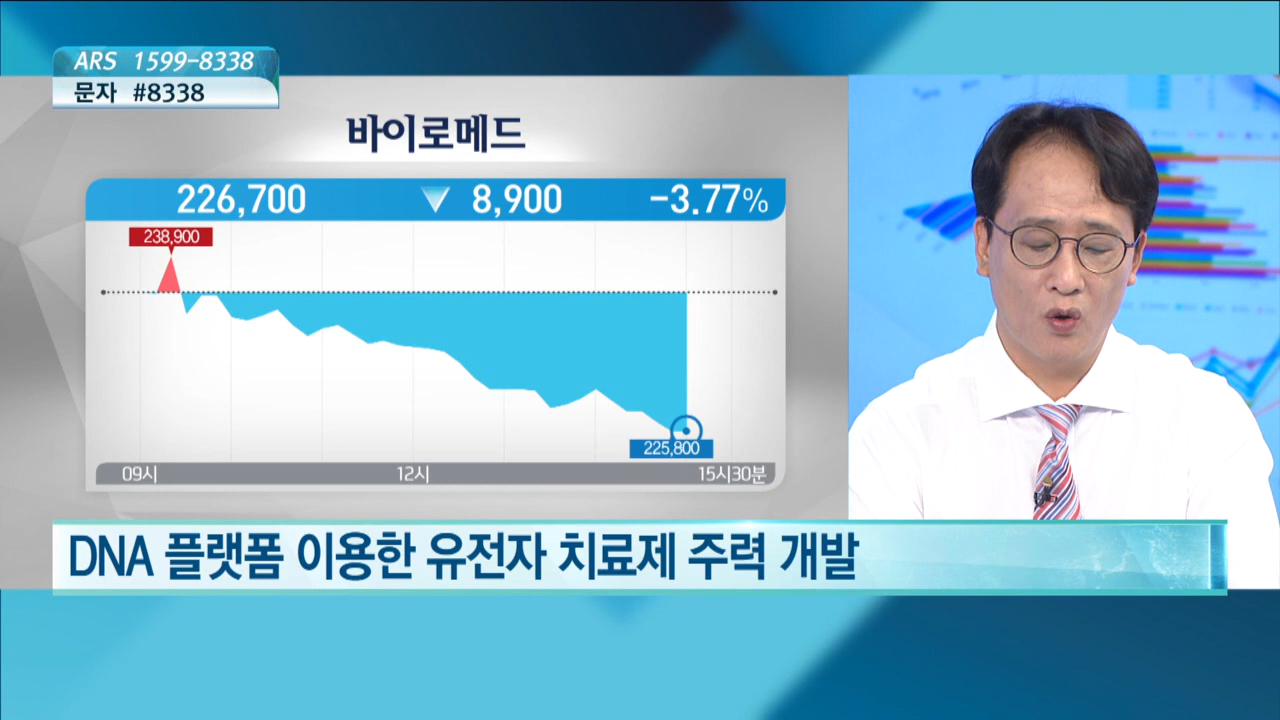 ARS 1599-8338
문자 #8338
바이로메드
226,700 ▼ 8,900 -3.77%
238,900
225,800
09시 12시 15시30분
DNA 플랫폼 이용한 유전자 치료제 주력 개발